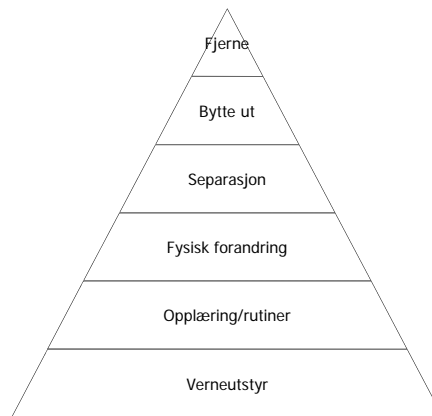 Fjerne
Bytte ut
Separasjon
Fysisk forandring
Opplæring/rutiner
Verneutstyr